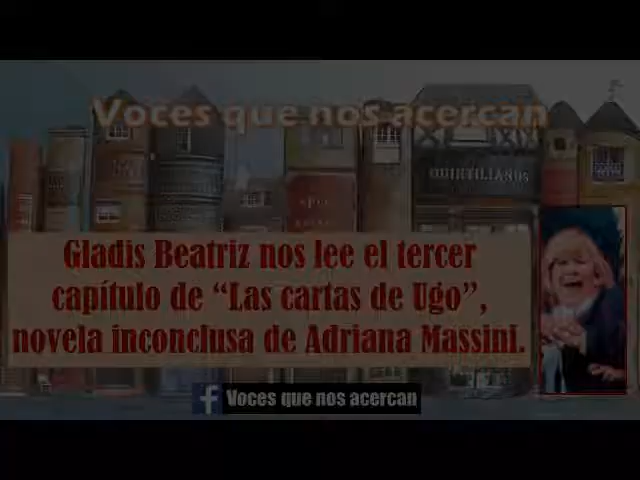 Voces que nos acercan
QUINTILIANOS
Gladis Beatriz nos lee el tercer
capítulo de “Las cartas de Ugo”,
novela inconclusa de Adriana Massini.
f Voces que nos acercan